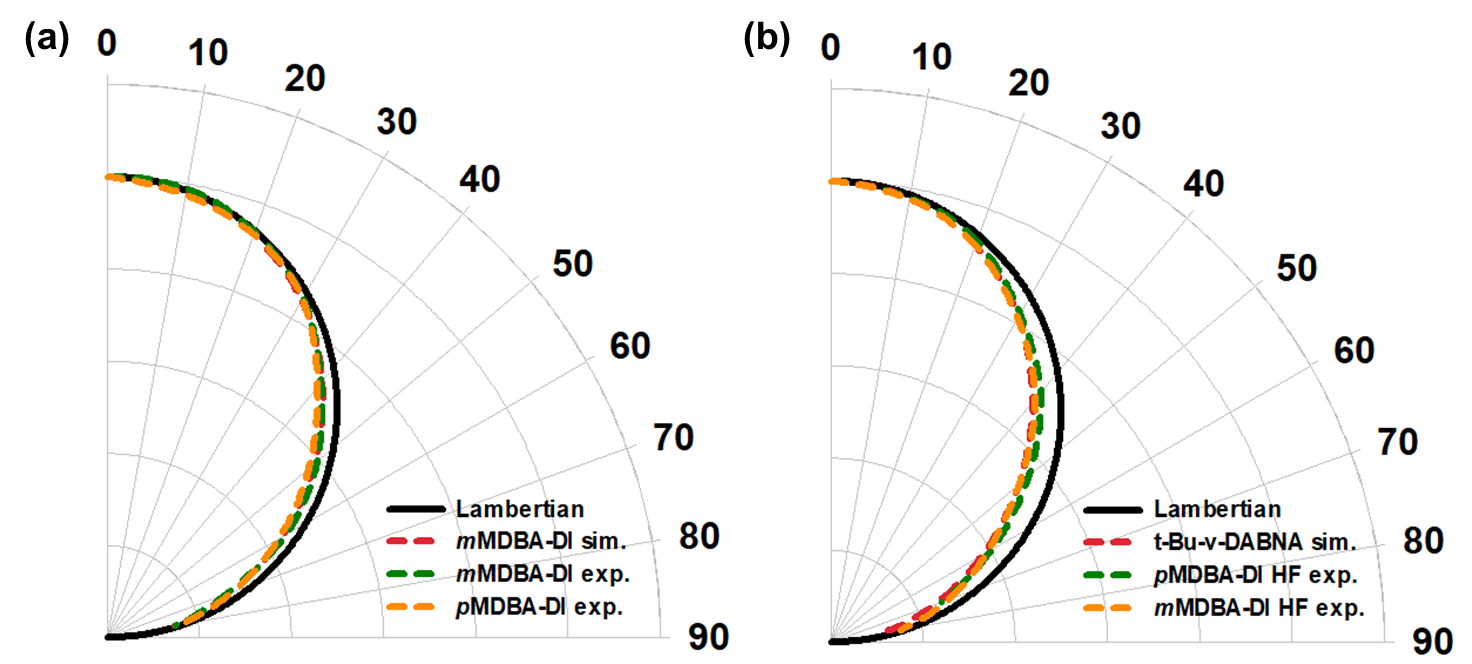 (a)
0
10
20
30
40
50
60
70
80
90
Lambertian
mMDBA-DI sim.
mMDBA-DI exp.
pMDBA-DI exp.
(b)
0
10
20
30
40
50
60
70
80
90
Lambertian
t-Bu-v-DABNA sim.
pMDBA-DI HF exp.
mMDBA-DI HF exp.